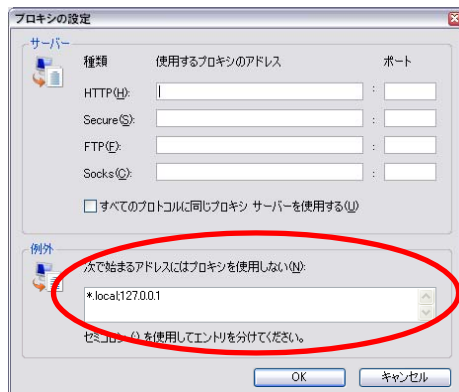 プロキシの設定
サーバー
種類 使用するプロキシのアドレス ポート
HTTP(H): :
Secure(S): :
FTP(F): :
Socks(C): :
すべてのプロトコルに同じプロキシ サーバーを使用する(U)
例外
次で始まるアドレスにはプロキシを使用しない(N):
*.local;127.0.0.1
セミコロン (;) を使用してエントリを分けてください。
OK キャンセル